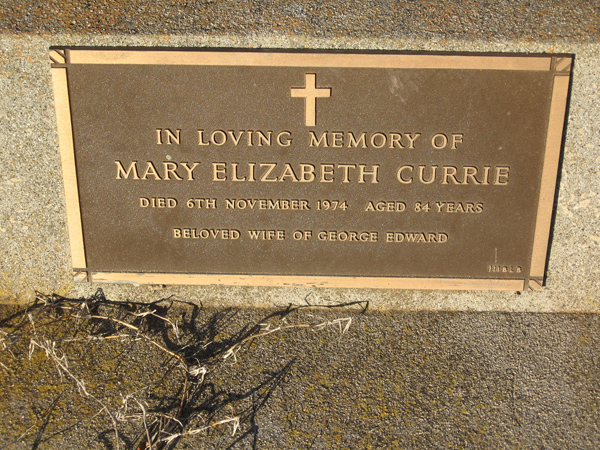 IN LOVING MEMORY OF
MARY ELIZABETH CURRIE
DIED 6TH NOVEMBER 1974 AGED 84 YEARS
BELOVED WIFE OF GEORGE EDWARD